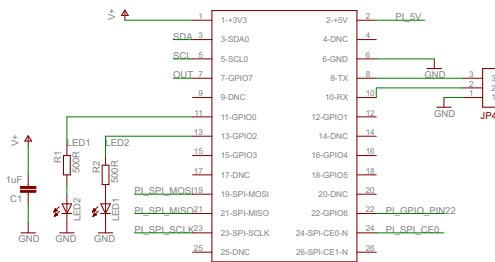 V+ 1 1-+3V3 2-+5V 2 PI_5V
SDA 3 3-SDA0 4-DNC 4
SCL 5 5-SCL0 6-GND 6
GND
OUT 7 7-GPIO7 8-TX 8 3 3
9 9-DNC 10-RX 10 2 2
1 1
11 11-GPIO0 12-GPIO1 12 GND JP4
13 13-GPIO2 14-DNC 14
V+ LED1 LED2
R1 500R R2 500R
15 15-GPIO3 16-GPIO4 16
17 17-DNC 18-GPIO5 18
1uF C1
PI_SPI_MOSI 19 19-SPI-MOSI 20-DNC 20
LED2 LED1
PI_SPI_MISO 21 21-SPI-MISO 22-GPIO6 22 PI_GPIO_PIN22
PI_SPI_SCLK 23 23-SPI-SCLK 24-SPI-CE0-N 24 PI_SPI_CE0
GND GND GND
25 25-DNC 26-SPI-CE1-N 26